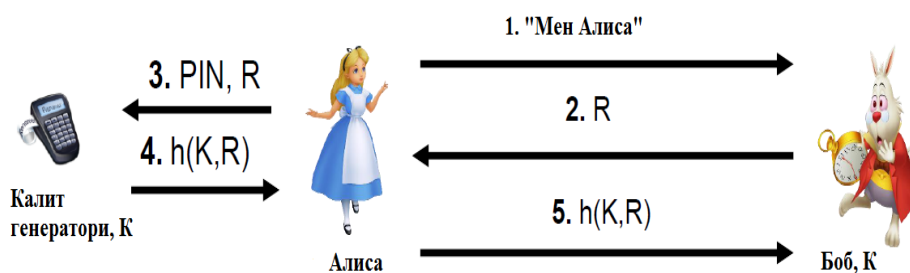 1. "Мен Алиса"
3. PIN, R
2. R
4. h(K,R)
5. h(K,R)
Калит
генератори, К
Алиса
Боб, К